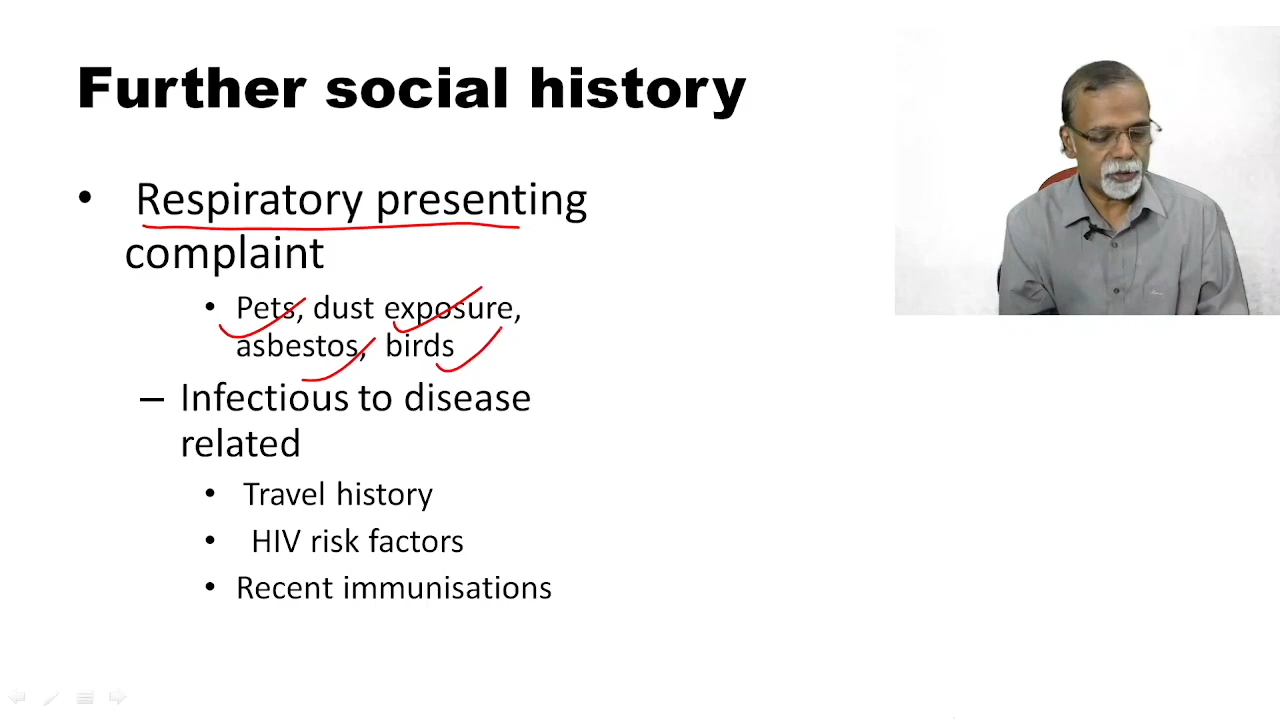 Further social history
• Respiratory presenting
complaint
• Pets, dust exposure,
asbestos, birds
– Infectious to disease
related
• Travel history
• HIV risk factors
• Recent immunisations